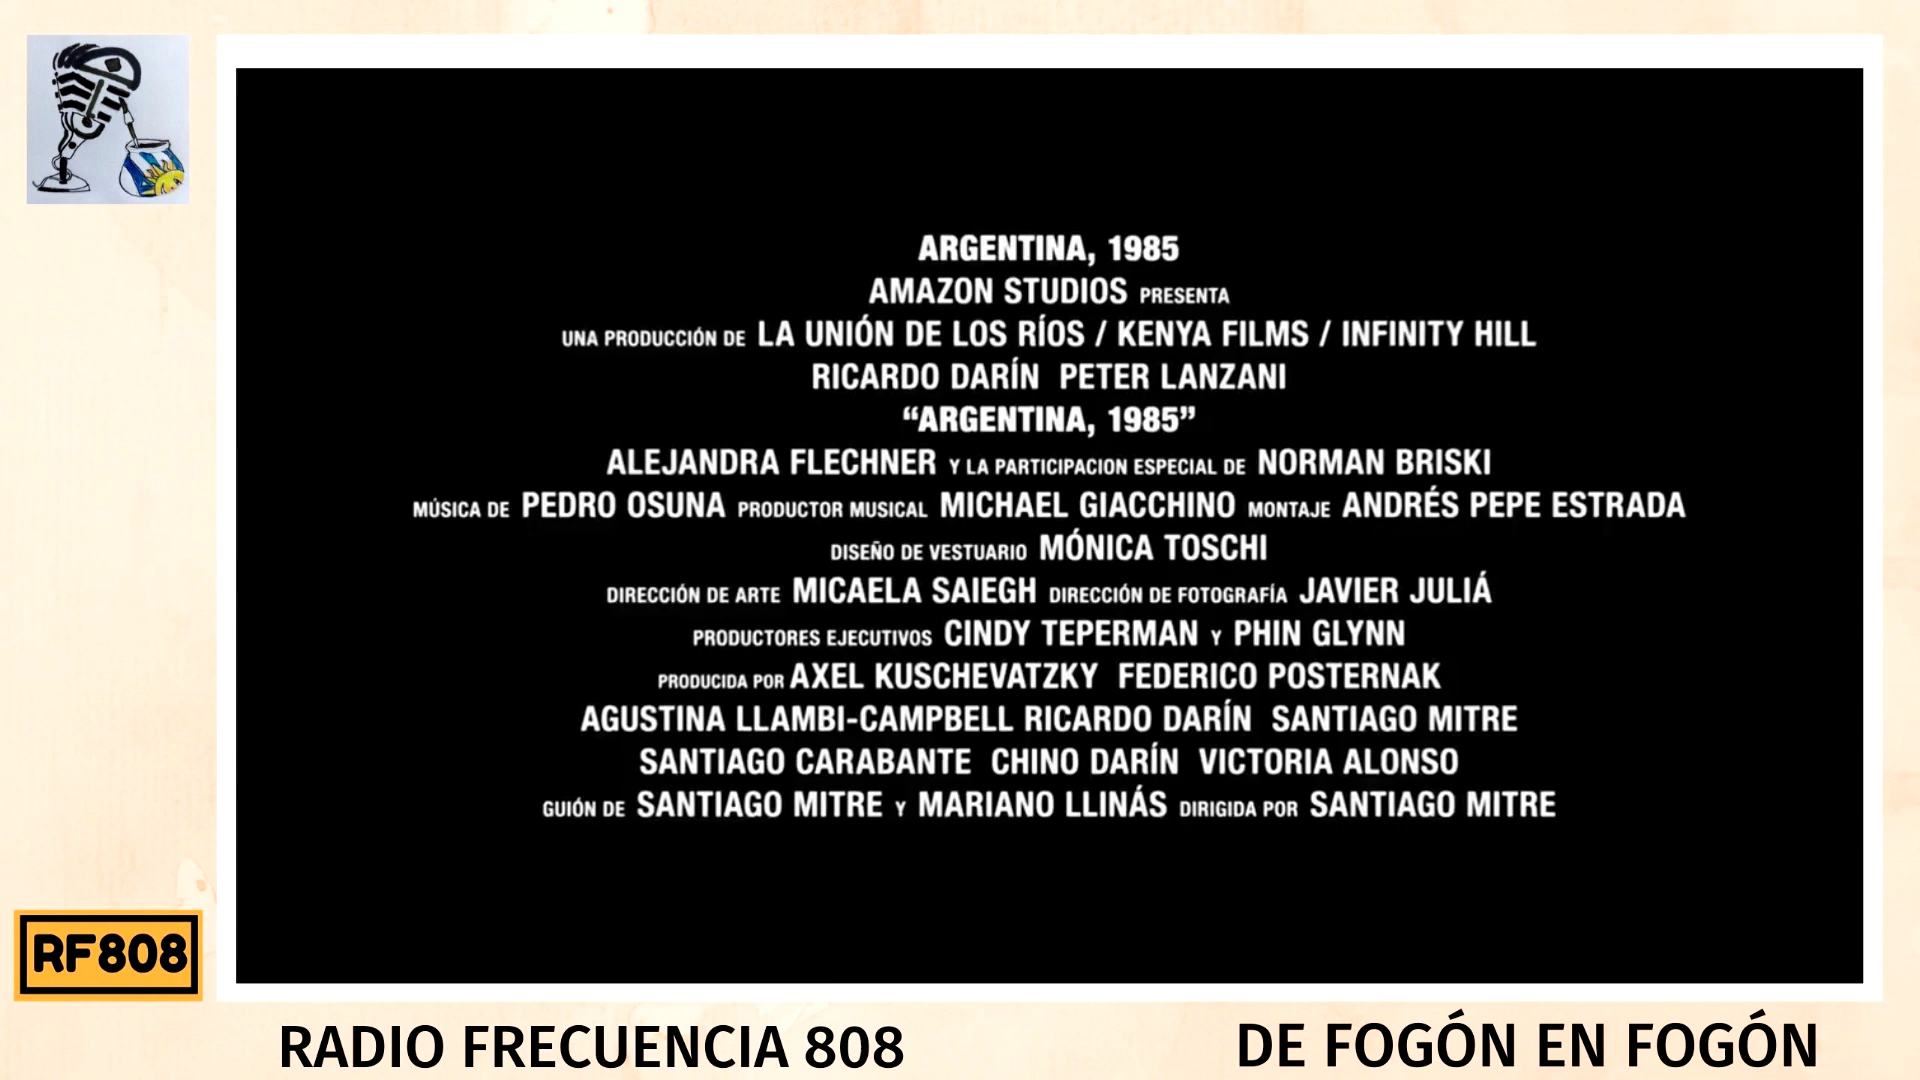 ARGENTINA, 1985
AMAZON STUDIOS PRESENTA
UNA PRODUCCIÓN DE LA UNIÓN DE LOS RÍOS / KENYA FILMS / INFINITY HILL
RICARDO DARÍN PETER LANZANI
“ARGENTINA, 1985”
ALEJANDRA FLECHNER Y LA PARTICIPACION ESPECIAL DE NORMAN BRISKI
MÚSICA DE PEDRO OSUNA PRODUCTOR MUSICAL MICHAEL GIACCHINO MONTAJE ANDRÉS PEPE ESTRADA
DISEÑO DE VESTUARIO MÓNICA TOSCHI
DIRECCIÓN DE ARTE MICAELA SAIEGH DIRECCIÓN DE FOTOGRAFÍA JAVIER JULIÁ
PRODUCTORES EJECUTIVOS CINDY TEPERMAN Y PHIN GLYNN
PRODUCIDA POR AXEL KUSCHEVATZKY FEDERICO POSTERNAK
AGUSTINA LLAMBI-CAMPBELL RICARDO DARÍN SANTIAGO MITRE
SANTIAGO CARABANTE CHINO DARÍN VICTORIA ALONSO
GUIÓN DE SANTIAGO MITRE Y MARIANO LLINÁS DIRIGIDA POR SANTIAGO MITRE
RF808
RADIO FRECUENCIA 808
DE FOGÓN EN FOGÓN